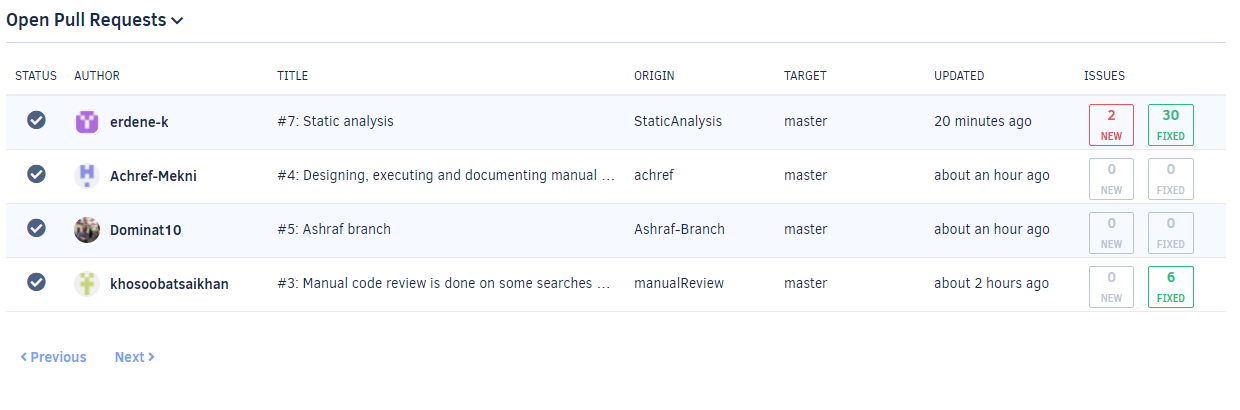 Open Pull Requests
STATUS AUTHOR TITLE ORIGIN TARGET UPDATED ISSUES
erdene-k #7: Static analysis StaticAnalysis master 20 minutes ago 2 NEW 30 FIXED
Achref-Mekni #4: Designing, executing and documenting manual ... achref master about an hour ago 0 NEW 0 FIXED
Dominat10 #5: Ashraf branch Ashraf-Branch master about an hour ago 0 NEW 0 FIXED
khosoobatsaikhan #3: Manual code review is done on some searches ... manualReview master about 2 hours ago 0 NEW 6 FIXED
Previous Next